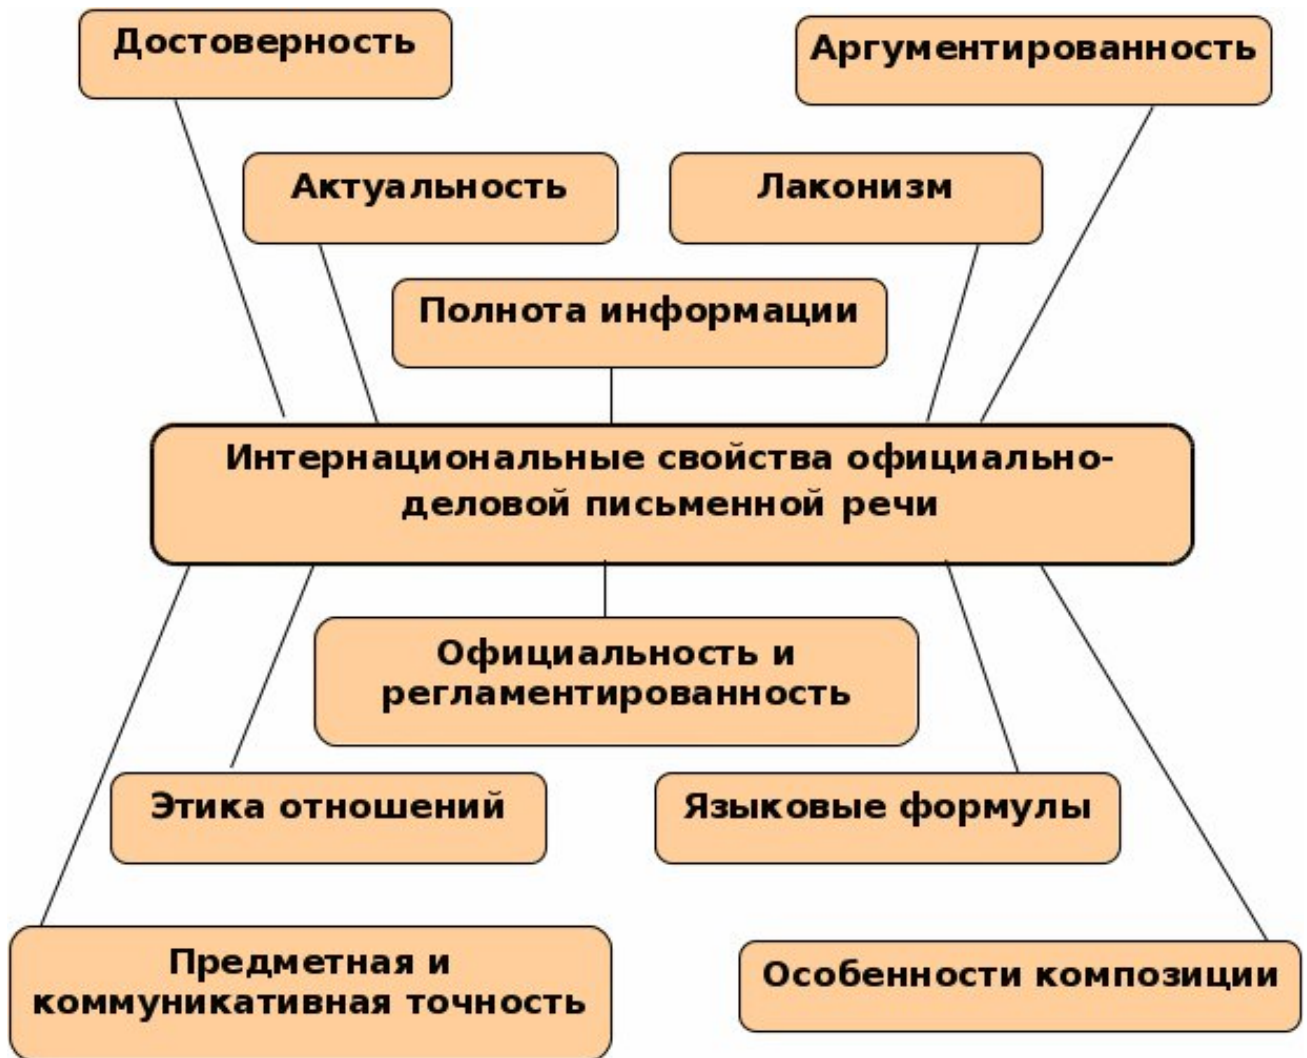 Достоверность
Аргументированность
Актуальность
Лаконизм
Полнота информации
Интернациональные свойства официально-
деловой письменной речи
Официальность и
регламентированность
Этика отношений
Языковые формулы
Предметная и
коммуникативная точность
Особенности композиции